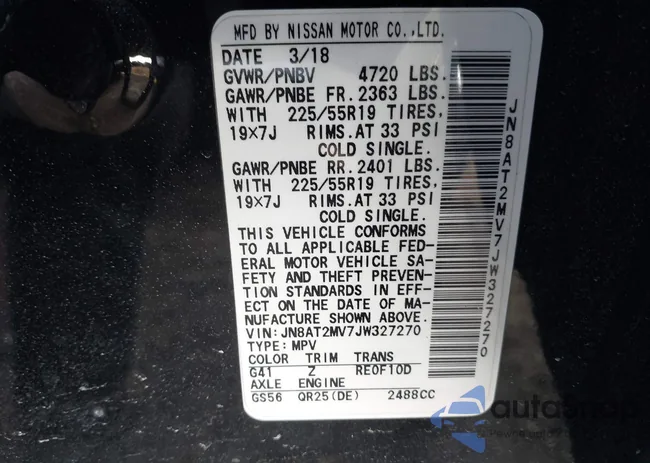 MFD BY NISSAN MOTOR CO.,LTD.
DATE 3/18
GVWR/PNBV 4720 LBS.
GAWR/PNBE FR. 2363 LBS.
WITH 225/55R19 TIRES,
19×7J RIMS.AT 33 PSI
COLD SINGLE.
GAWR/PNBE RR. 2401 LBS.
WITH 225/55R19 TIRES,
19×7J RIMS.AT 33 PSI
COLD SINGLE.
THIS VEHICLE CONFORMS
TO ALL APPLICABLE FED-
ERAL MOTOR VEHICLE SA-
FETY AND THEFT PREVEN-
TION STANDARDS IN EFF-
ECT ON THE DATE OF MA-
NUFACTURE SHOWN ABOVE.
VIN:JN8AT2MV7JW327270
TYPE: MPV
COLOR TRIM TRANS
G41 Z RE0F10D
AXLE ENGINE
GS56 QR25(DE) 2488CC
JN8AT2MV7JW327270